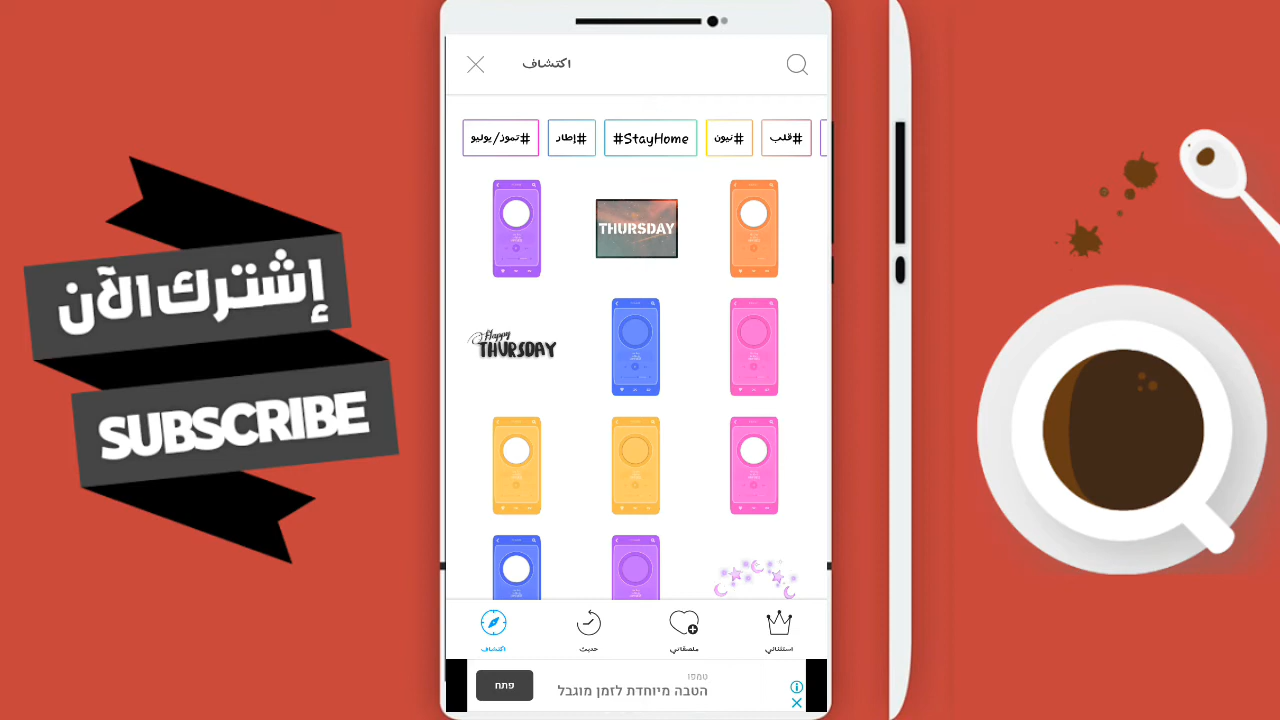 إشترك الآن
SUBSCRIBE
اكتشاف
#تموز/يوليو
#إطار
#StayHome
#نيون
#قلب
THURSDAY
Happy
THURSDAY
اكتشاف
حديث
ملصقاتي
استثنائي
טמפו
הטבה מיוחדת לזמן מוגבל
פתח